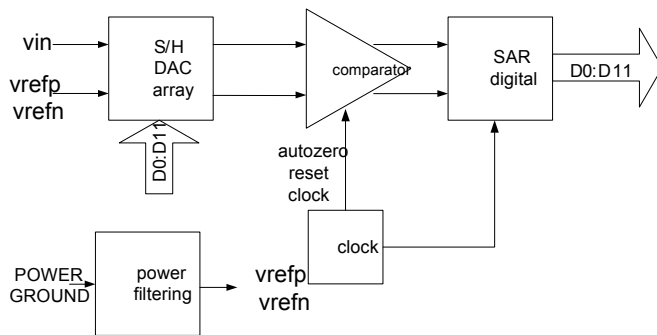 vin
vrefp
vrefn
S/H
DAC
array
D0:D11
comparator
SAR
digital
D0:D11
autozero
reset
clock
clock
POWER
GROUND
power
filtering
vrefp
vrefn